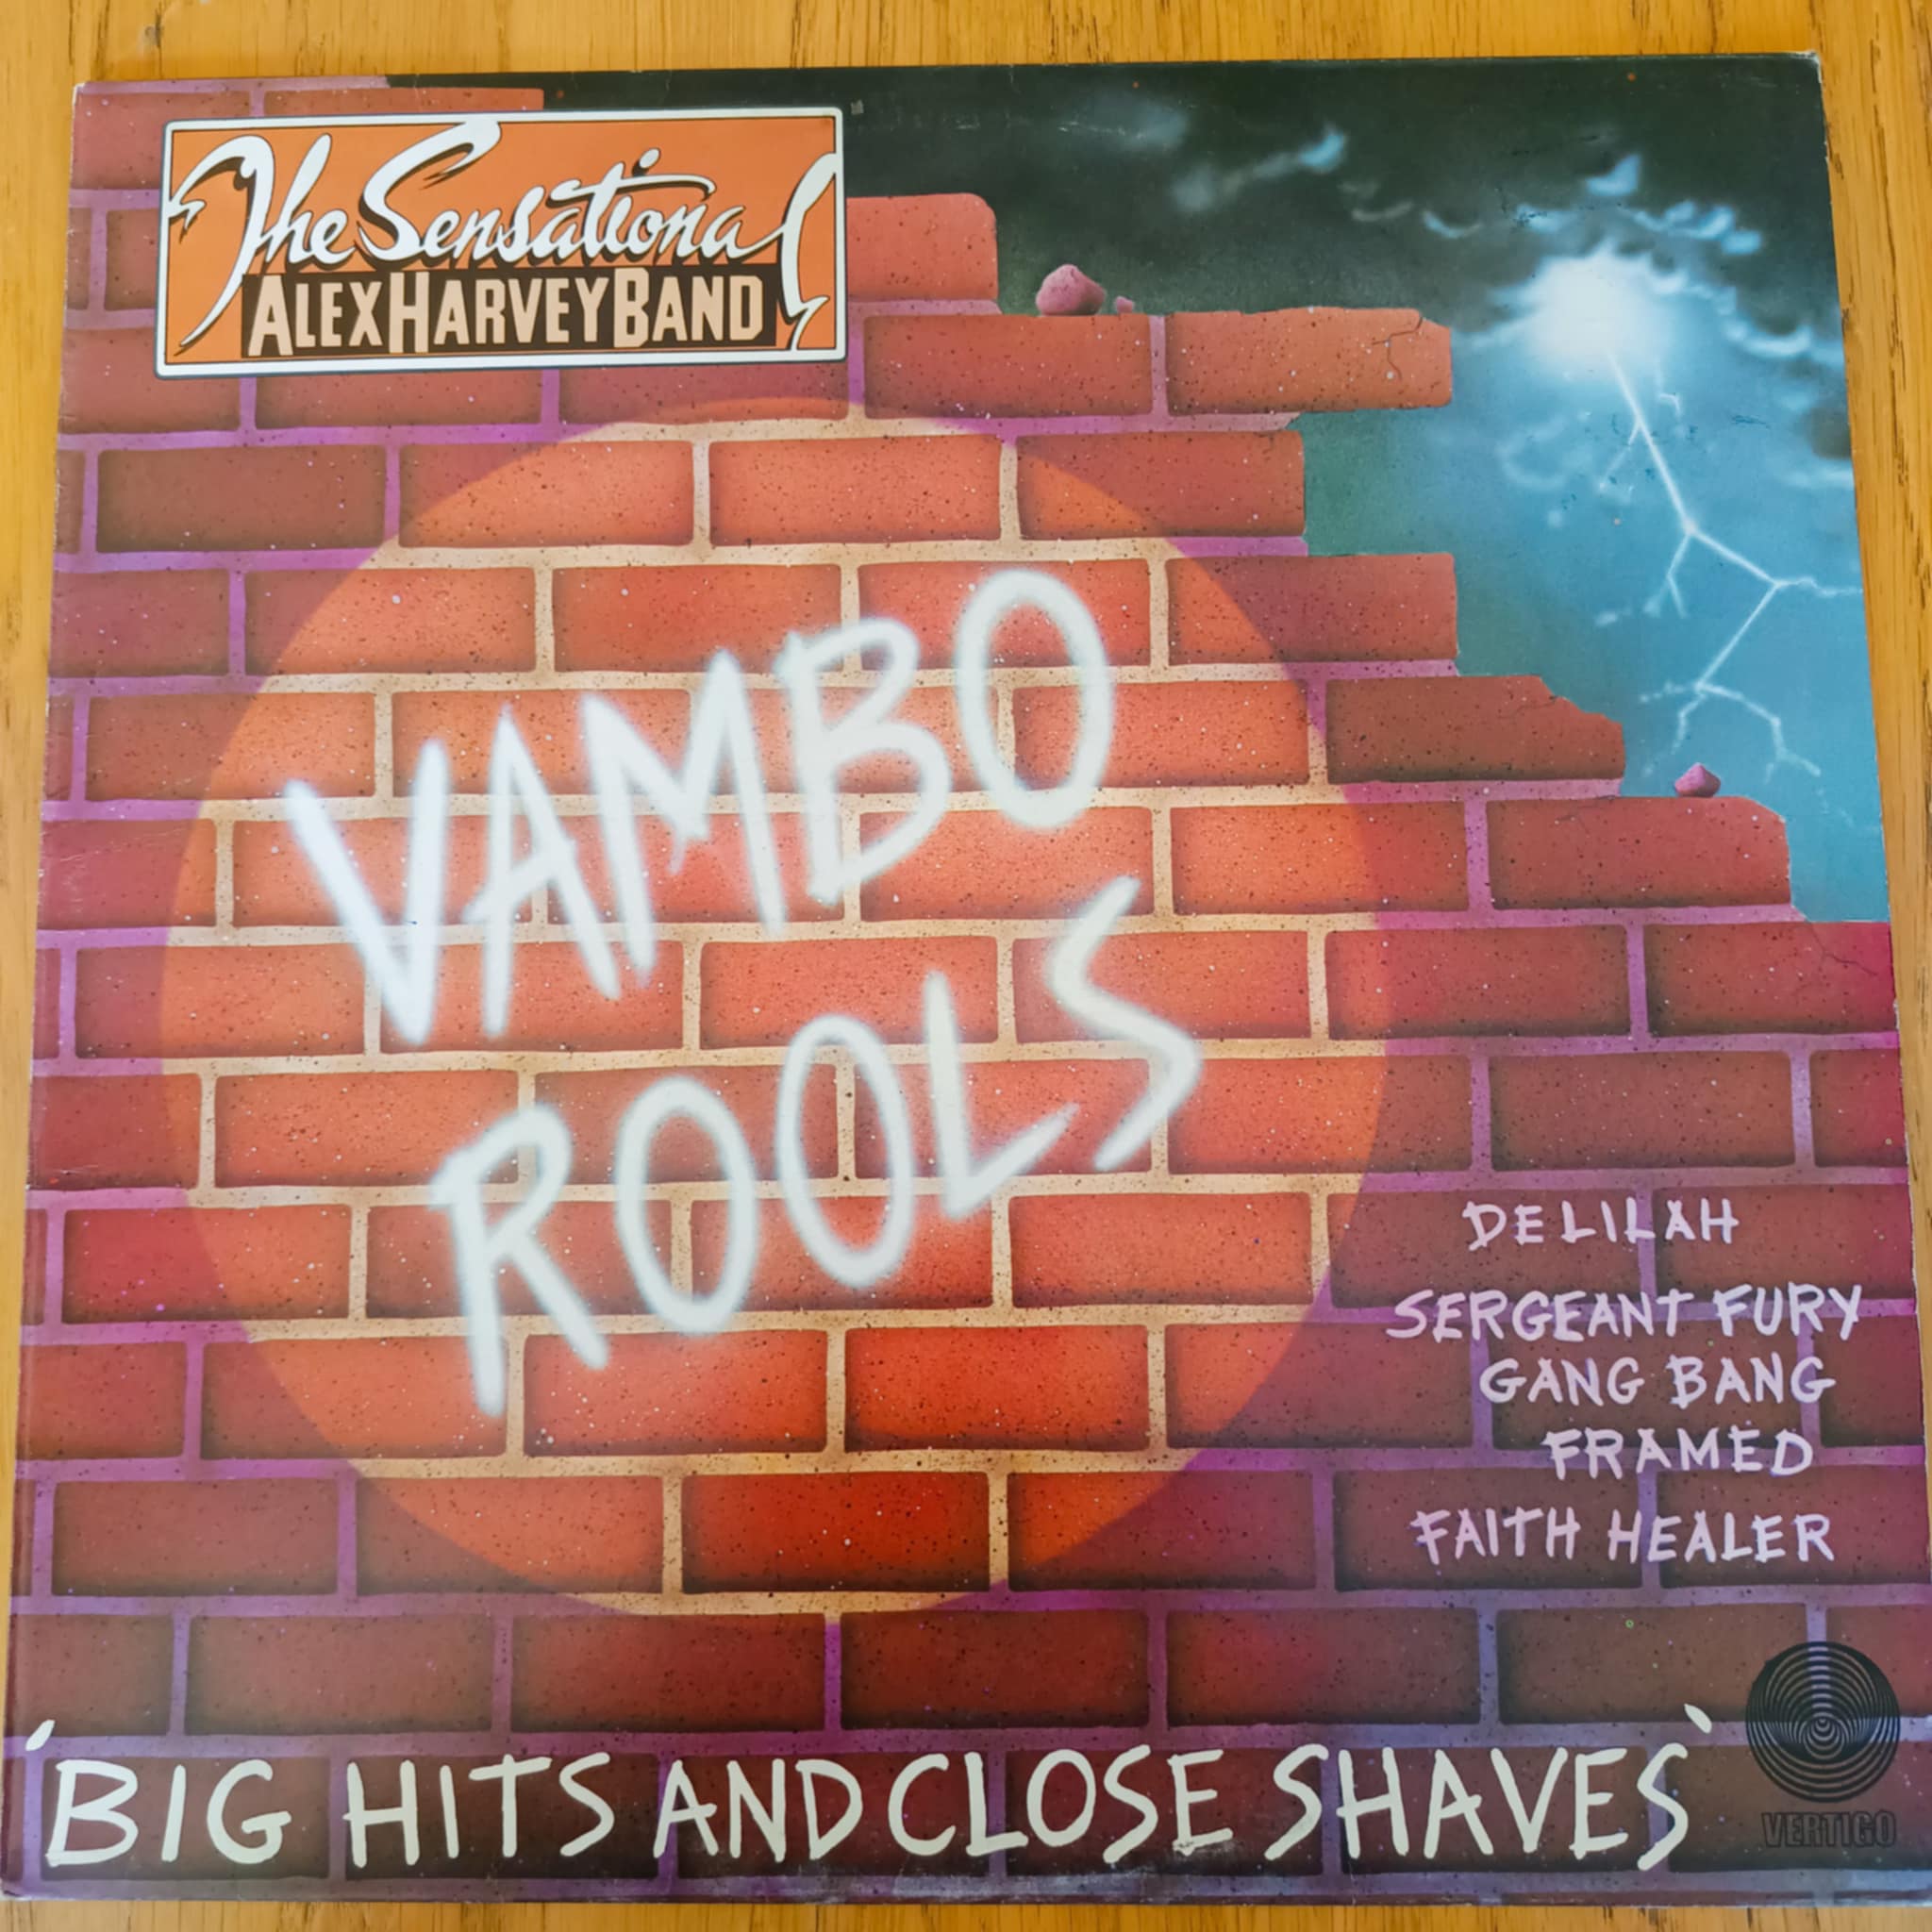 The Sensational
ALEX HARVEY BAND
VAMBO
ROOLS
DELILAH
SERGEANT FURY
GANG BANG
FRAMED
FAITH HEALER
'BIG HITS AND CLOSE SHAVES'
VERTIGO